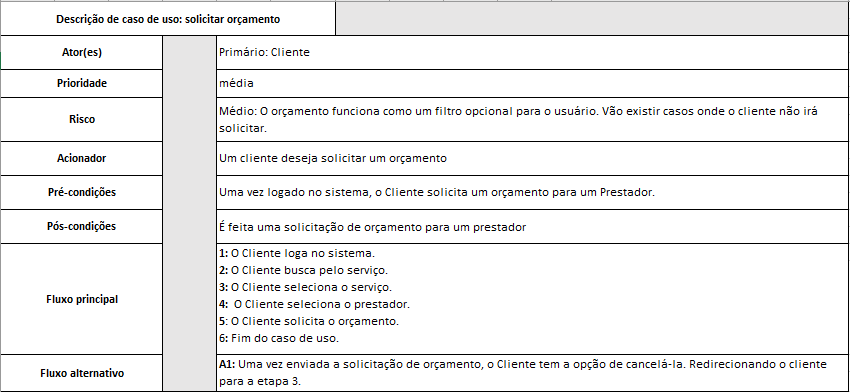 Descrição de caso de uso: solicitar orçamento
Ator(es)
Primário: Cliente
Prioridade
média
Risco
Médio: O orçamento funciona como um filtro opcional para o usuário. Vão existir casos onde o cliente não irá
solicitar.
Acionador
Um cliente deseja solicitar um orçamento
Pré-condições
Uma vez logado no sistema, o Cliente solicita um orçamento para um Prestador.
Pós-condições
É feita uma solicitação de orçamento para um prestador
Fluxo principal
1: O Cliente loga no sistema.
2: O Cliente busca pelo serviço.
3: O Cliente seleciona o serviço.
4:  O Cliente seleciona o prestador.
5: O Cliente solicita o orçamento.
6: Fim do caso de uso.
Fluxo alternativo
A1: Uma vez enviada a solicitação de orçamento, o Cliente tem a opção de cancelá-la. Redirecionando o cliente
para a etapa 3.